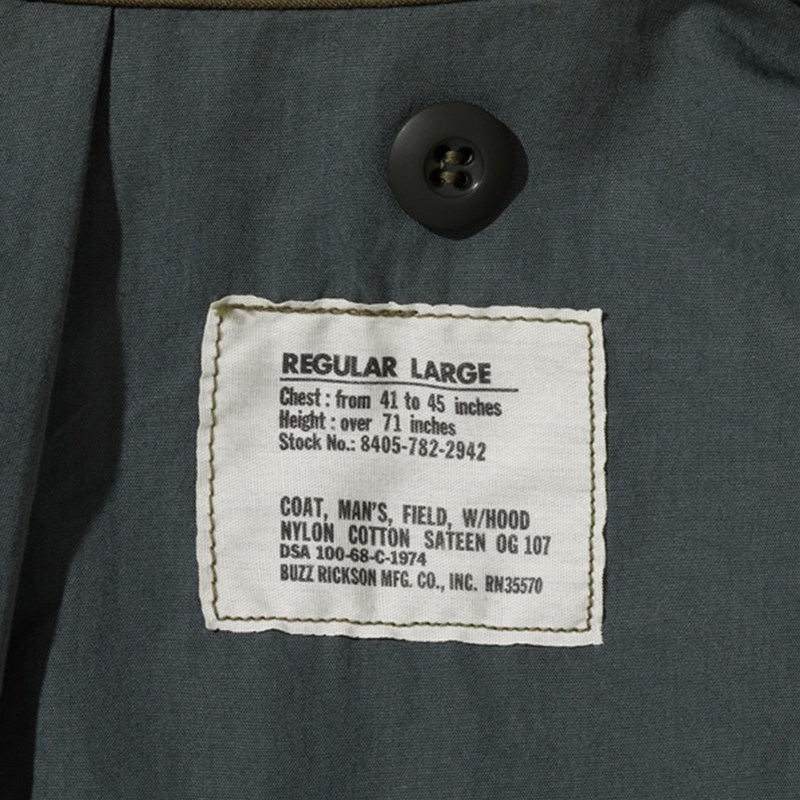 REGULAR LARGE
Chest : from 41 to 45 inches
Height : over 71 inches
Stock No.: 8405-782-2942
COAT, MAN'S, FIELD, W/HOOD
NYLON COTTON SATEEN OG 107
DSA 100-68-C-1974
BUZZ RICKSON MFG. CO., INC. RN35570